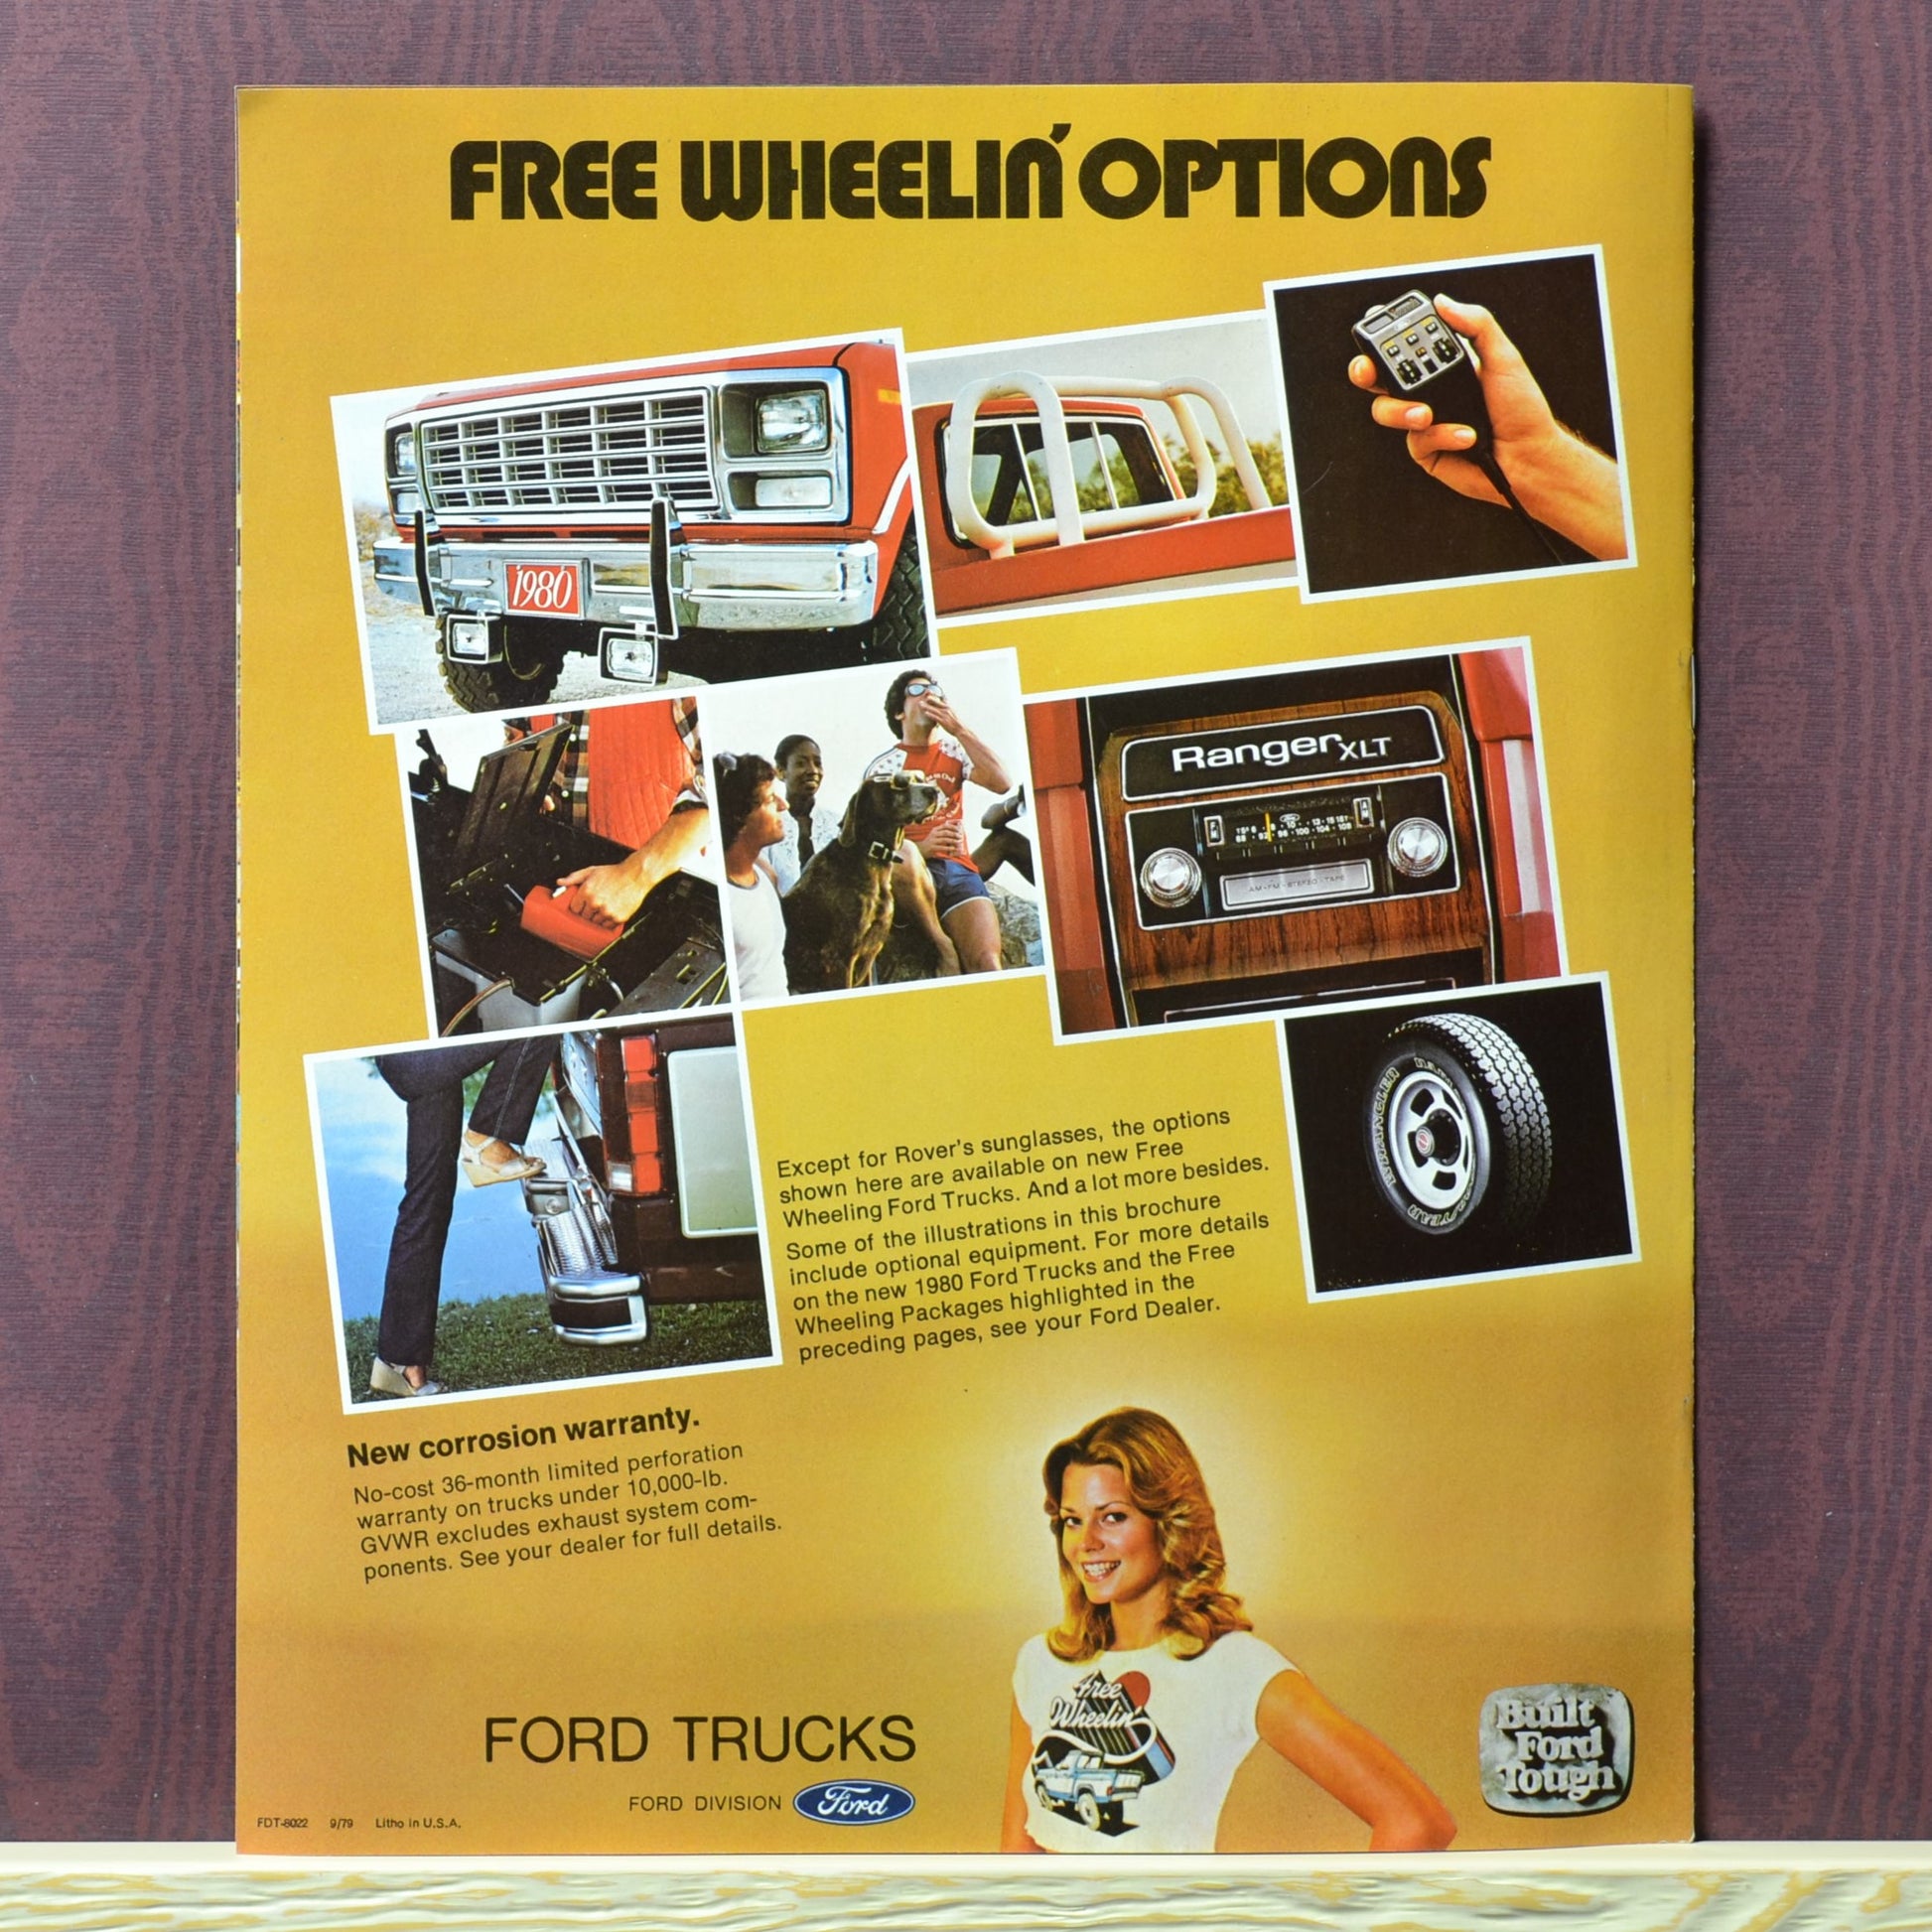 FREE WHEELIN' OPTIONS
1980
Ranger XLT
AM-FM-STEREO-TAPE
WRANGLER
Except for Rover's sunglasses, the options
shown here are available on new Free
Wheeling Ford Trucks. And a lot more besides.
Some of the illustrations in this brochure
include optional equipment. For more details
on the new 1980 Ford Trucks and the Free
Wheeling Packages highlighted in the
preceding pages, see your Ford Dealer.
New corrosion warranty.
No-cost 36-month limited perforation
warranty on trucks under 10,000-lb.
GVWR excludes exhaust system com-
ponents. See your dealer for full details.
Free
Wheelin'
FORD TRUCKS
FORD DIVISION Ford
Built
Ford
Tough
FDT-8022 9/79 Litho in U.S.A.